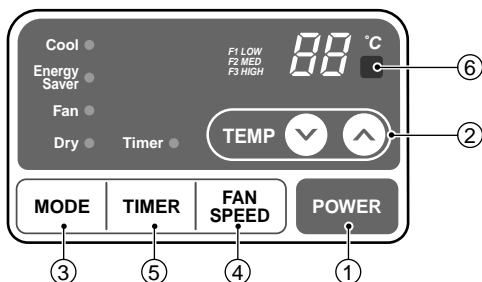 Cool
F1 LOW
F2 MED
F3 HIGH
88 °C
Energy
Saver
6
Fan
Dry
Timer
TEMP
2
MODE
TIMER
FAN
SPEED
POWER
3
5
4
1